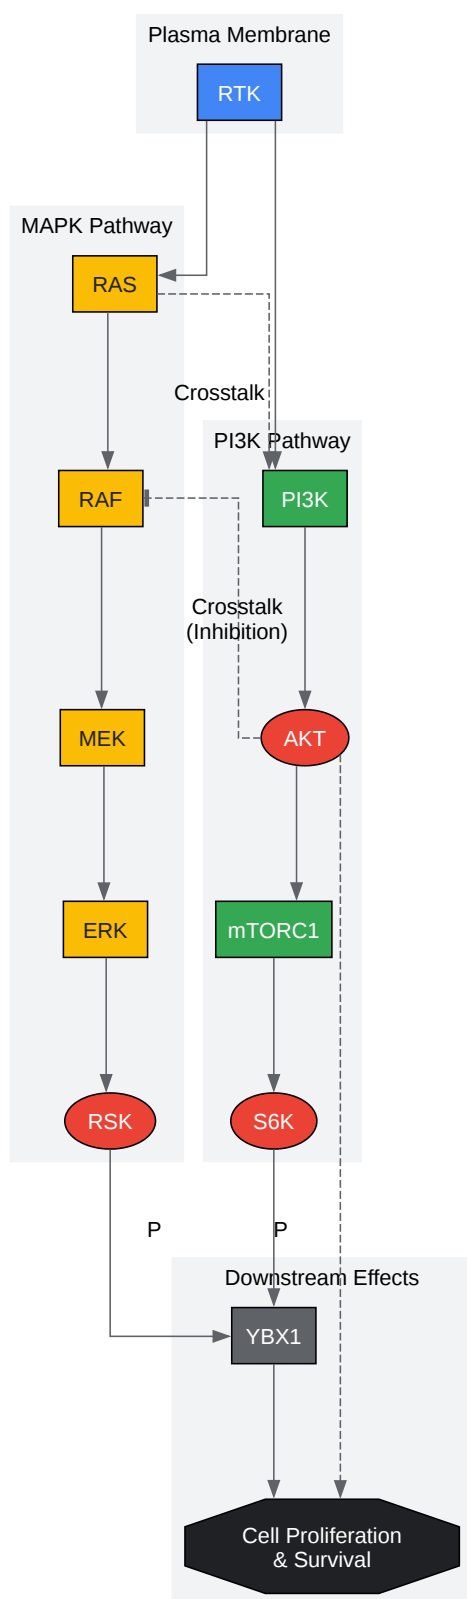 Plasma Membrane
RTK
MAPK Pathway
RAS
Crosstalk
PI3K Pathway
RAF
PI3K
Crosstalk
(Inhibition)
MEK
AKT
ERK
mTORC1
RSK
S6K
P
P
Downstream Effects
YBX1
Cell Proliferation
& Survival